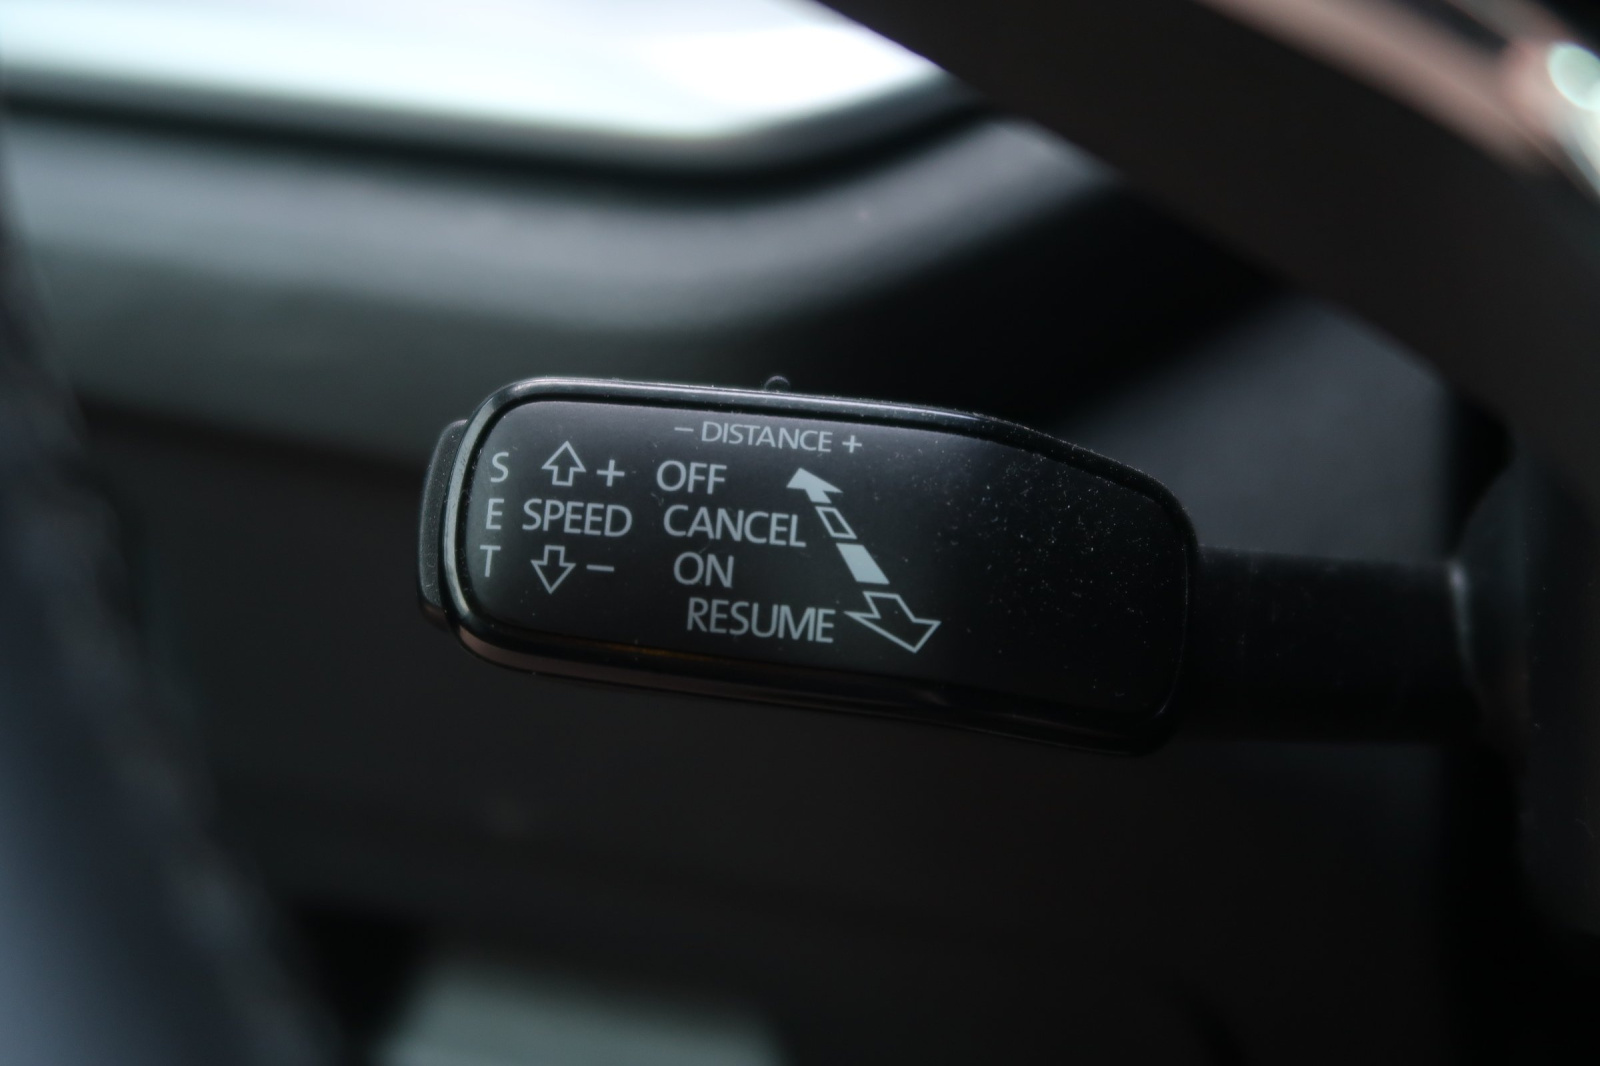 − DISTANCE +
S ⇧+ OFF
E SPEED CANCEL
T ⇩− ON
RESUME